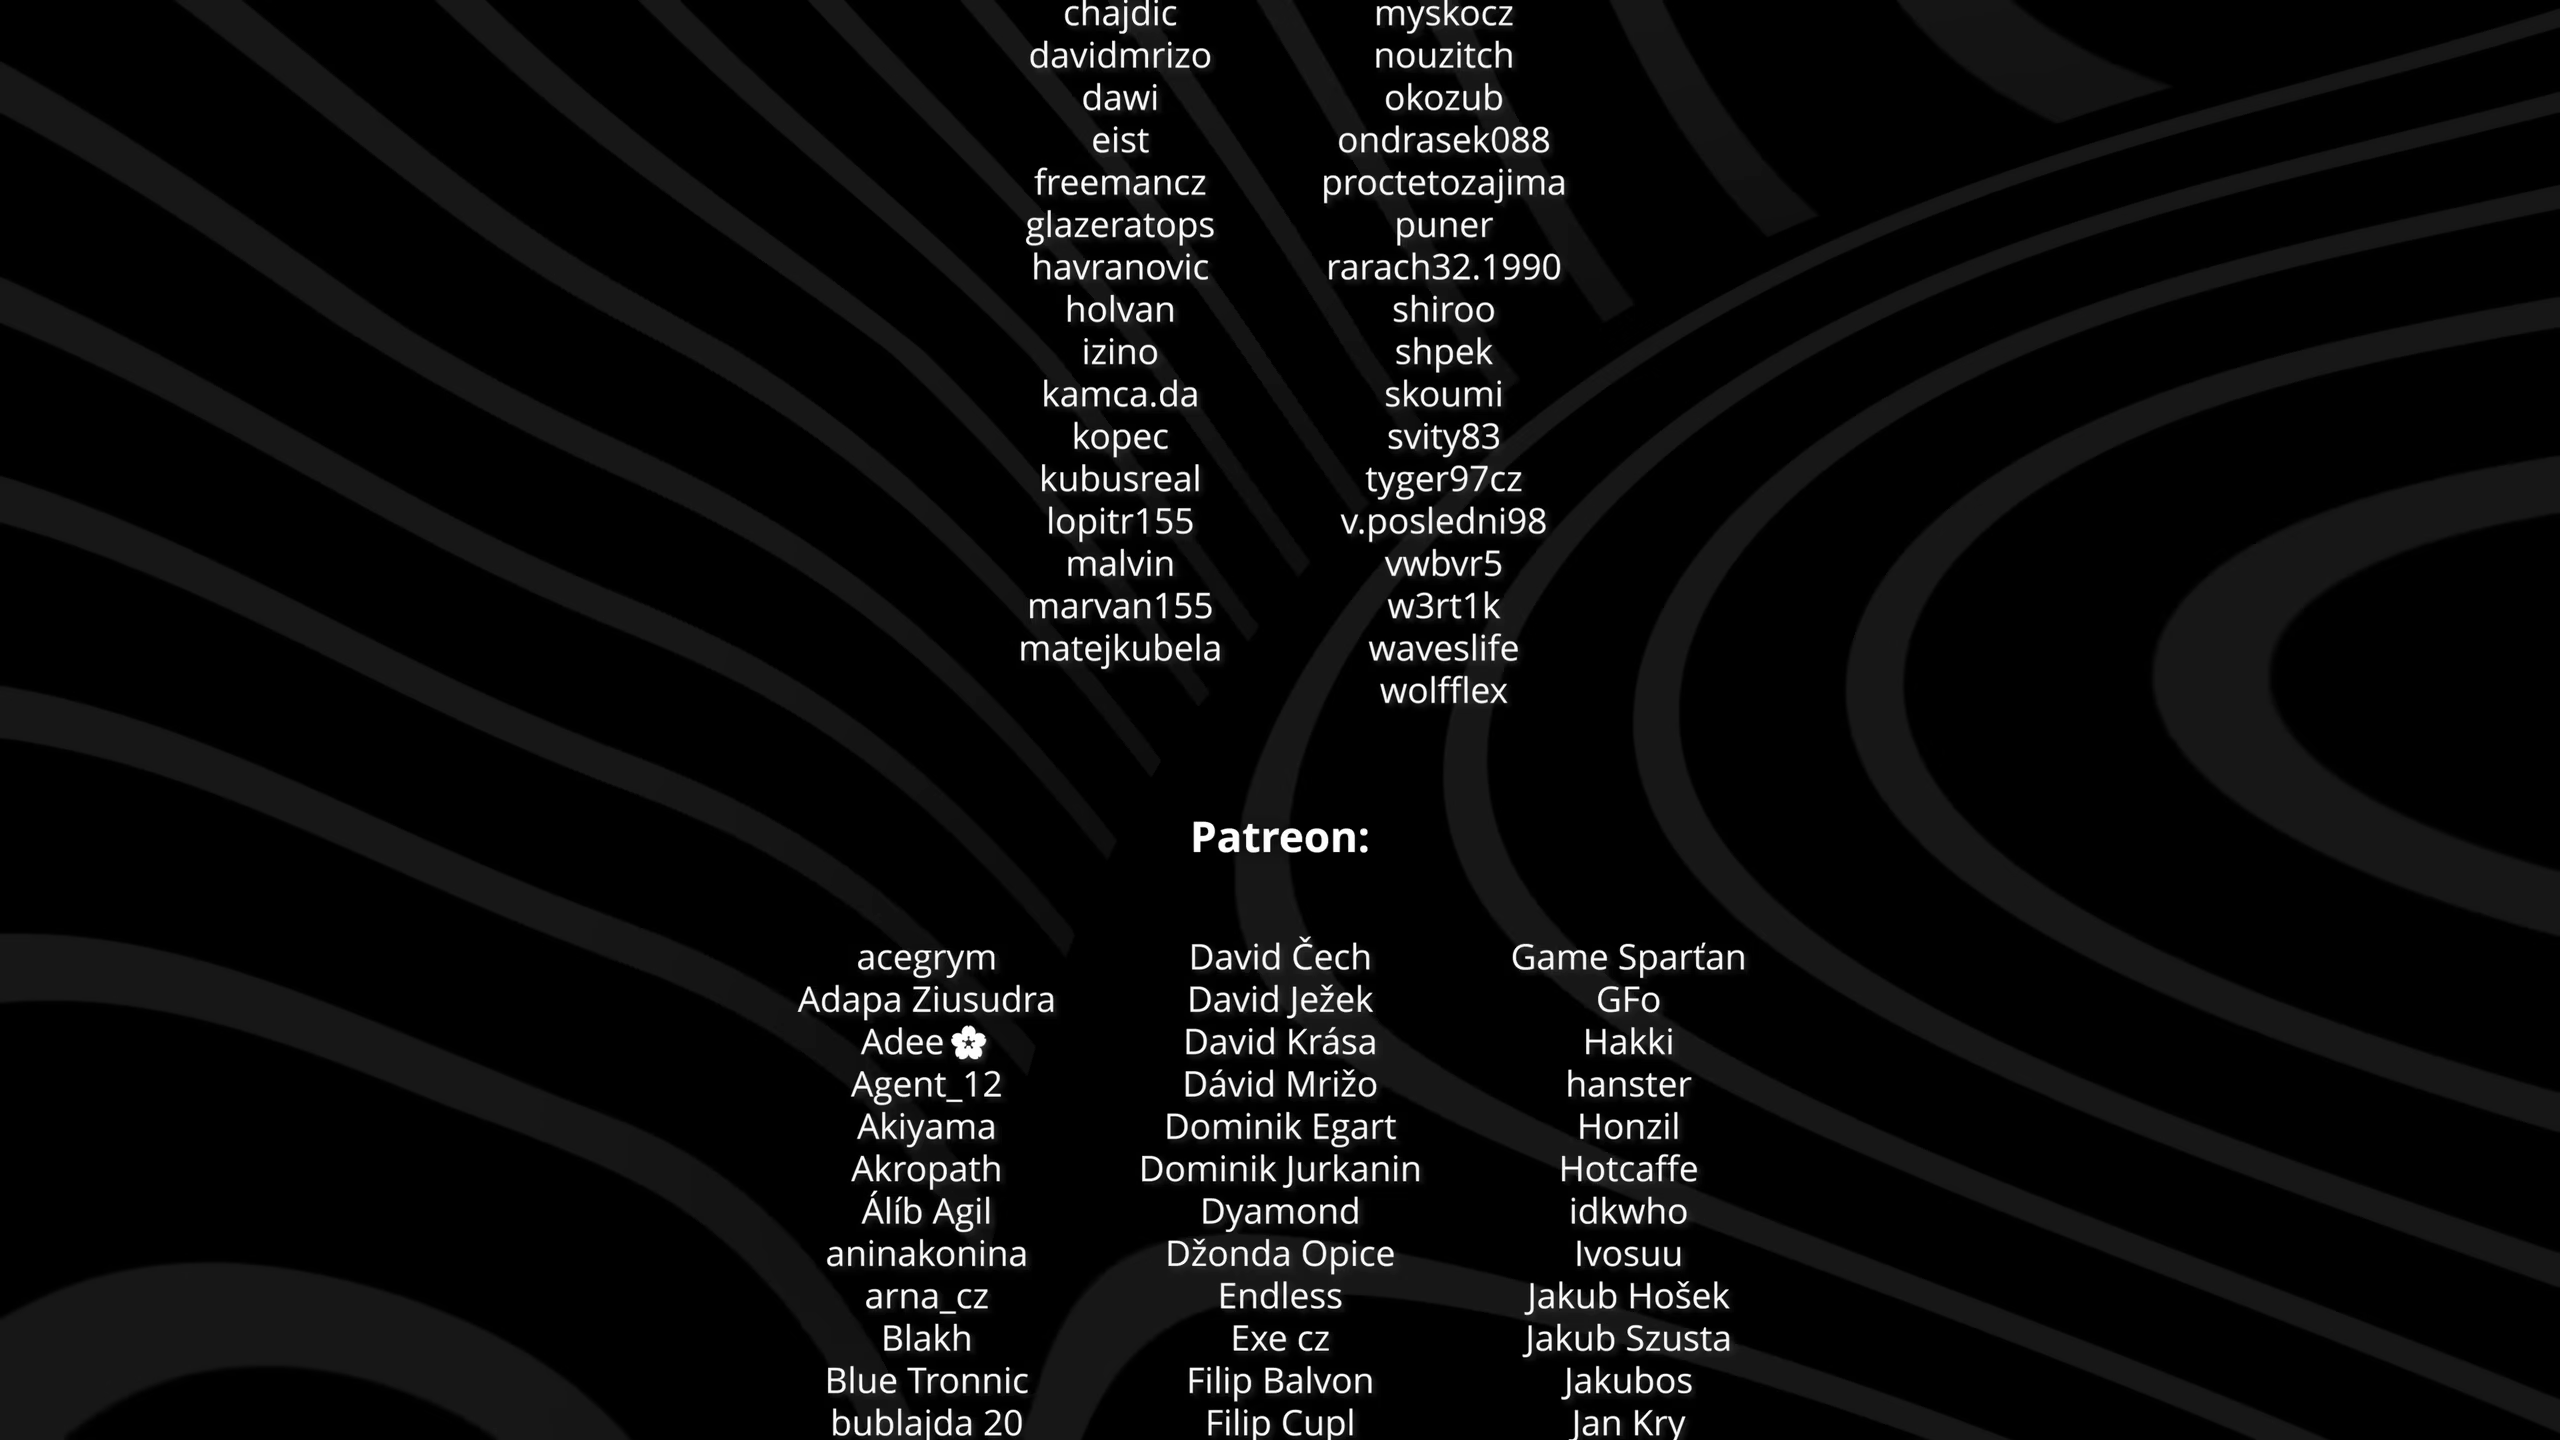 chajdic
davidmrizo
dawi
eist
freemancz
glazeratops
havranovic
holvan
izino
kamca.da
kopec
kubusreal
lopitr155
malvin
marvan155
matejkubela
myskocz
nouzitch
okozub
ondrasek088
proctetozajima
puner
rarach32.1990
shiroo
shpek
skoumi
svity83
tyger97cz
v.posledni98
vwbvr5
w3rt1k
waveslife
wolfflex
Patreon:
acegrym
Adapa Ziusudra
Adee 🌸
Agent_12
Akiyama
Akropath
Álíb Agil
aninakonina
arna_cz
Blakh
Blue Tronnic
bublajda 20
David Čech
David Ježek
David Krása
Dávid Mrižo
Dominik Egart
Dominik Jurkanin
Dyamond
Džonda Opice
Endless
Exe cz
Filip Balvon
Filip Cupl
Game Sparťan
GFo
Hakki
hanster
Honzil
Hotcaffe
idkwho
Ivosuu
Jakub Hošek
Jakub Szusta
Jakubos
Jan Kry